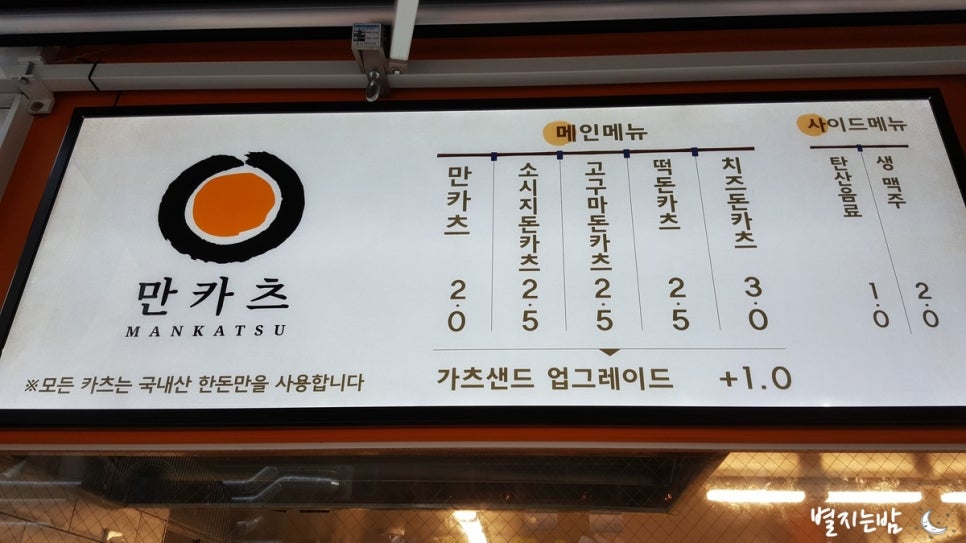 만카츠
MANKATSU
※모든 카츠는 국내산 한돈만을 사용합니다
메인메뉴
만카츠 2.0
소시지돈카츠 2.5
고구마돈카츠 2.5
떡돈카츠 2.5
치즈돈카츠 3.0
가츠샌드 업그레이드 +1.0
사이드메뉴
탄산음료 1.0
생 맥주 2.0
별지는밤